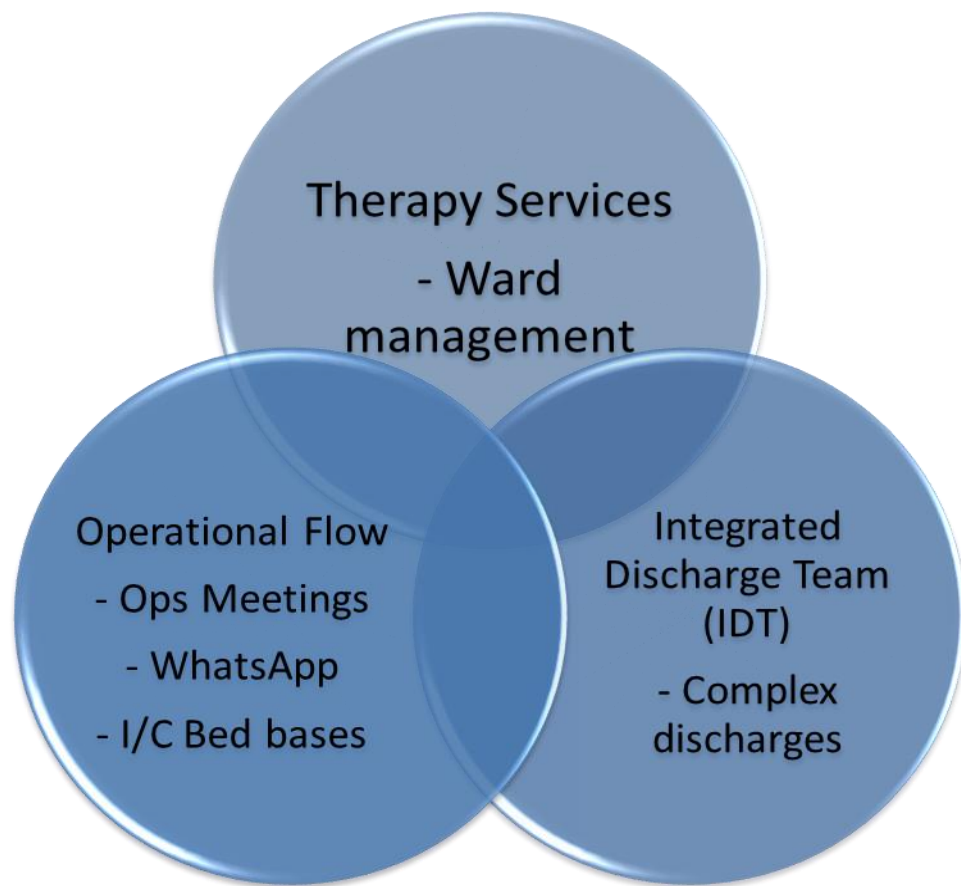 Therapy Services
- Ward
management
Operational Flow
- Ops Meetings
- WhatsApp
- I/C Bed bases
Integrated
Discharge Team
(IDT)
- Complex
discharges